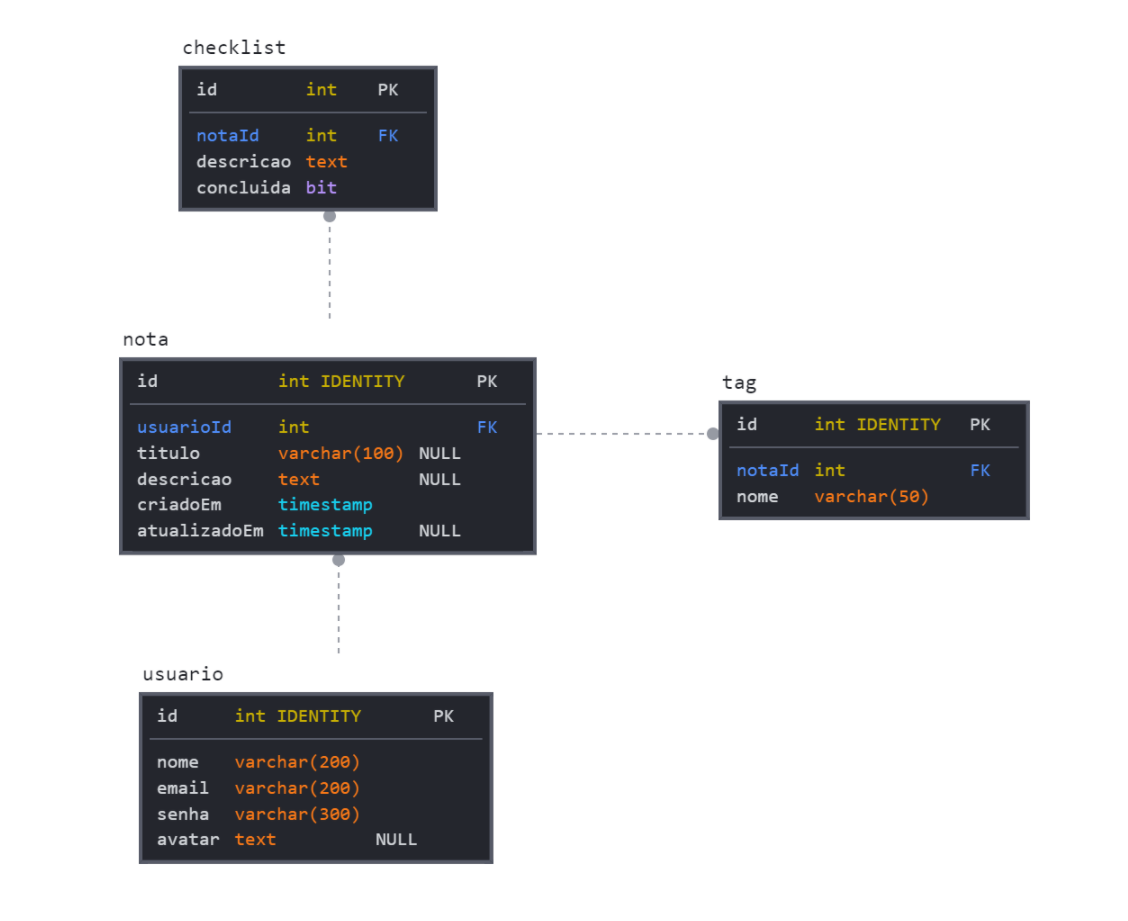 checklist
id int PK
notaId int FK
descricao text
concluida bit
nota
id int IDENTITY PK
usuarioId int FK
titulo varchar(100) NULL
descricao text NULL
criadoEm timestamp
atualizadoEm timestamp NULL
tag
id int IDENTITY PK
notaId int FK
nome varchar(50)
usuario
id int IDENTITY PK
nome varchar(200)
email varchar(200)
senha varchar(300)
avatar text NULL